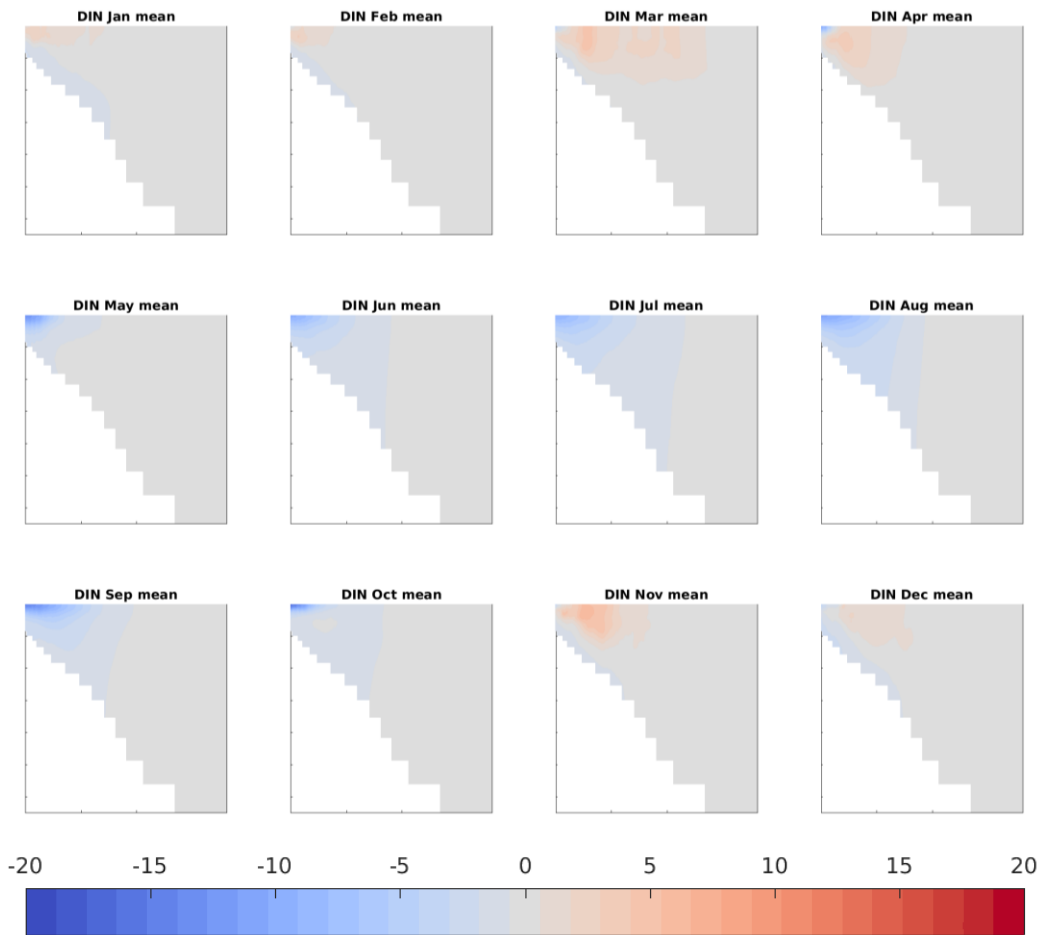 DIN Jan mean
DIN Feb mean
DIN Mar mean
DIN Apr mean
DIN May mean
DIN Jun mean
DIN Jul mean
DIN Aug mean
DIN Sep mean
DIN Oct mean
DIN Nov mean
DIN Dec mean
-20 -15 -10 -5 0 5 10 15 20